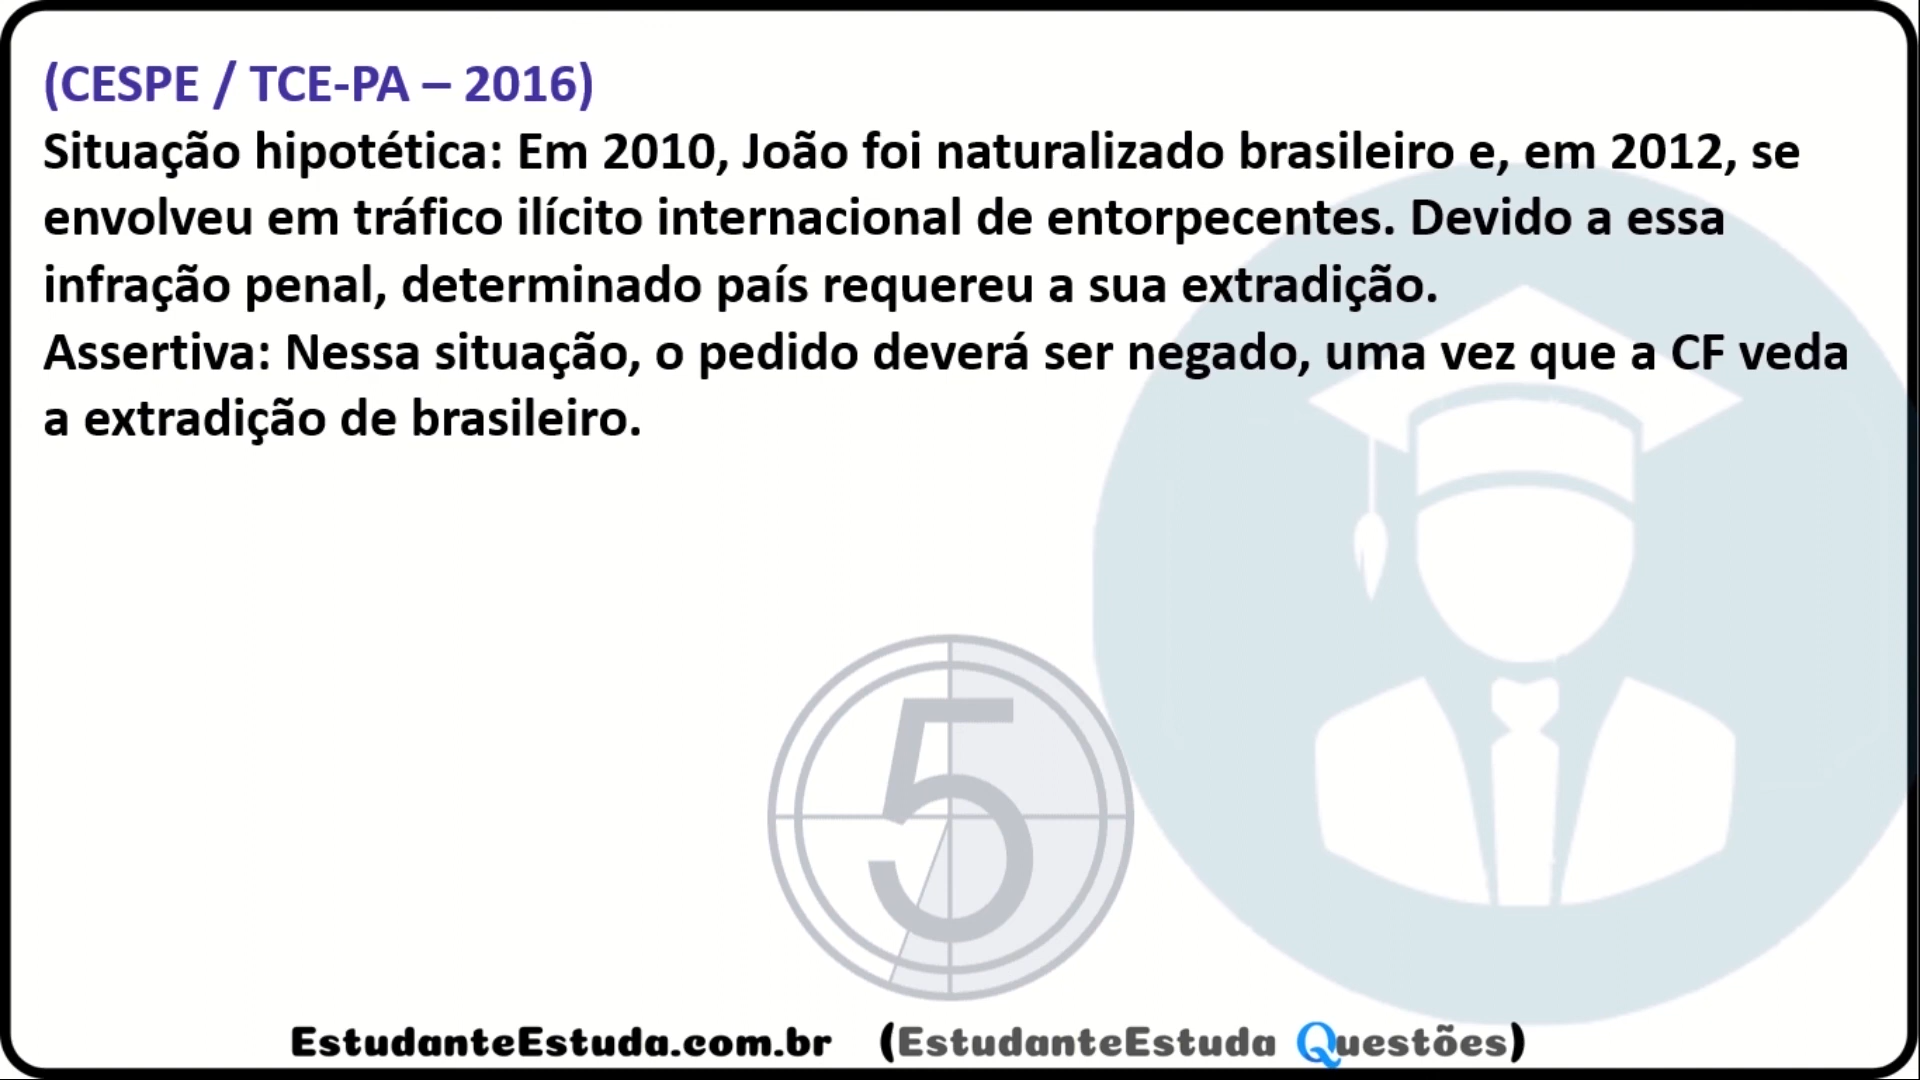 (CESPE / TCE-PA – 2016)
Situação hipotética: Em 2010, João foi naturalizado brasileiro e, em 2012, se
envolveu em tráfico ilícito internacional de entorpecentes. Devido a essa
infração penal, determinado país requereu a sua extradição.
Assertiva: Nessa situação, o pedido deverá ser negado, uma vez que a CF veda
a extradição de brasileiro.
5
EstudanteEstuda.com.br (EstudanteEstuda Questões)